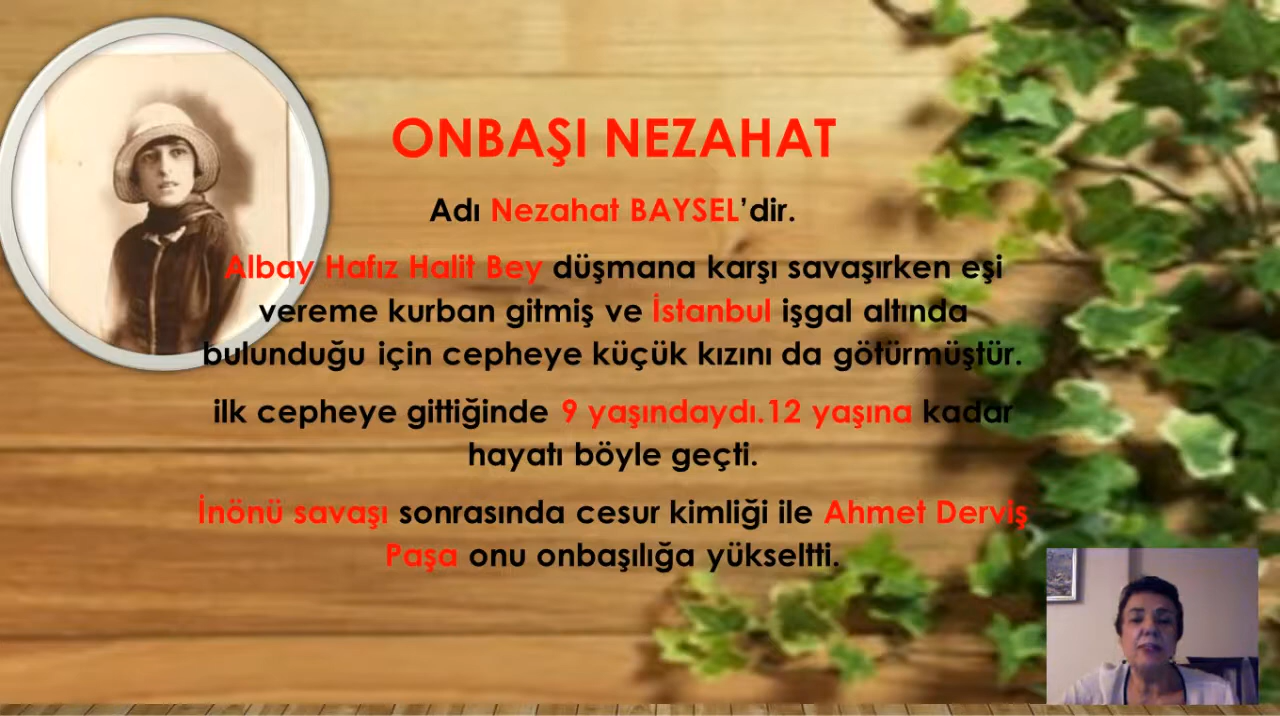 ONBAŞI NEZAHAT
Adı Nezahat BAYSEL’dir.
Albay Hafız Halit Bey düşmana karşı savaşırken eşi
vereme kurban gitmiş ve İstanbul işgal altında
bulunduğu için cepheye küçük kızını da götürmüştür.
ilk cepheye gittiğinde 9 yaşındaydı.12 yaşına kadar
hayatı böyle geçti.
İnönü savaşı sonrasında cesur kimliği ile Ahmet Derviş
Paşa onu onbaşılığa yükseltti.